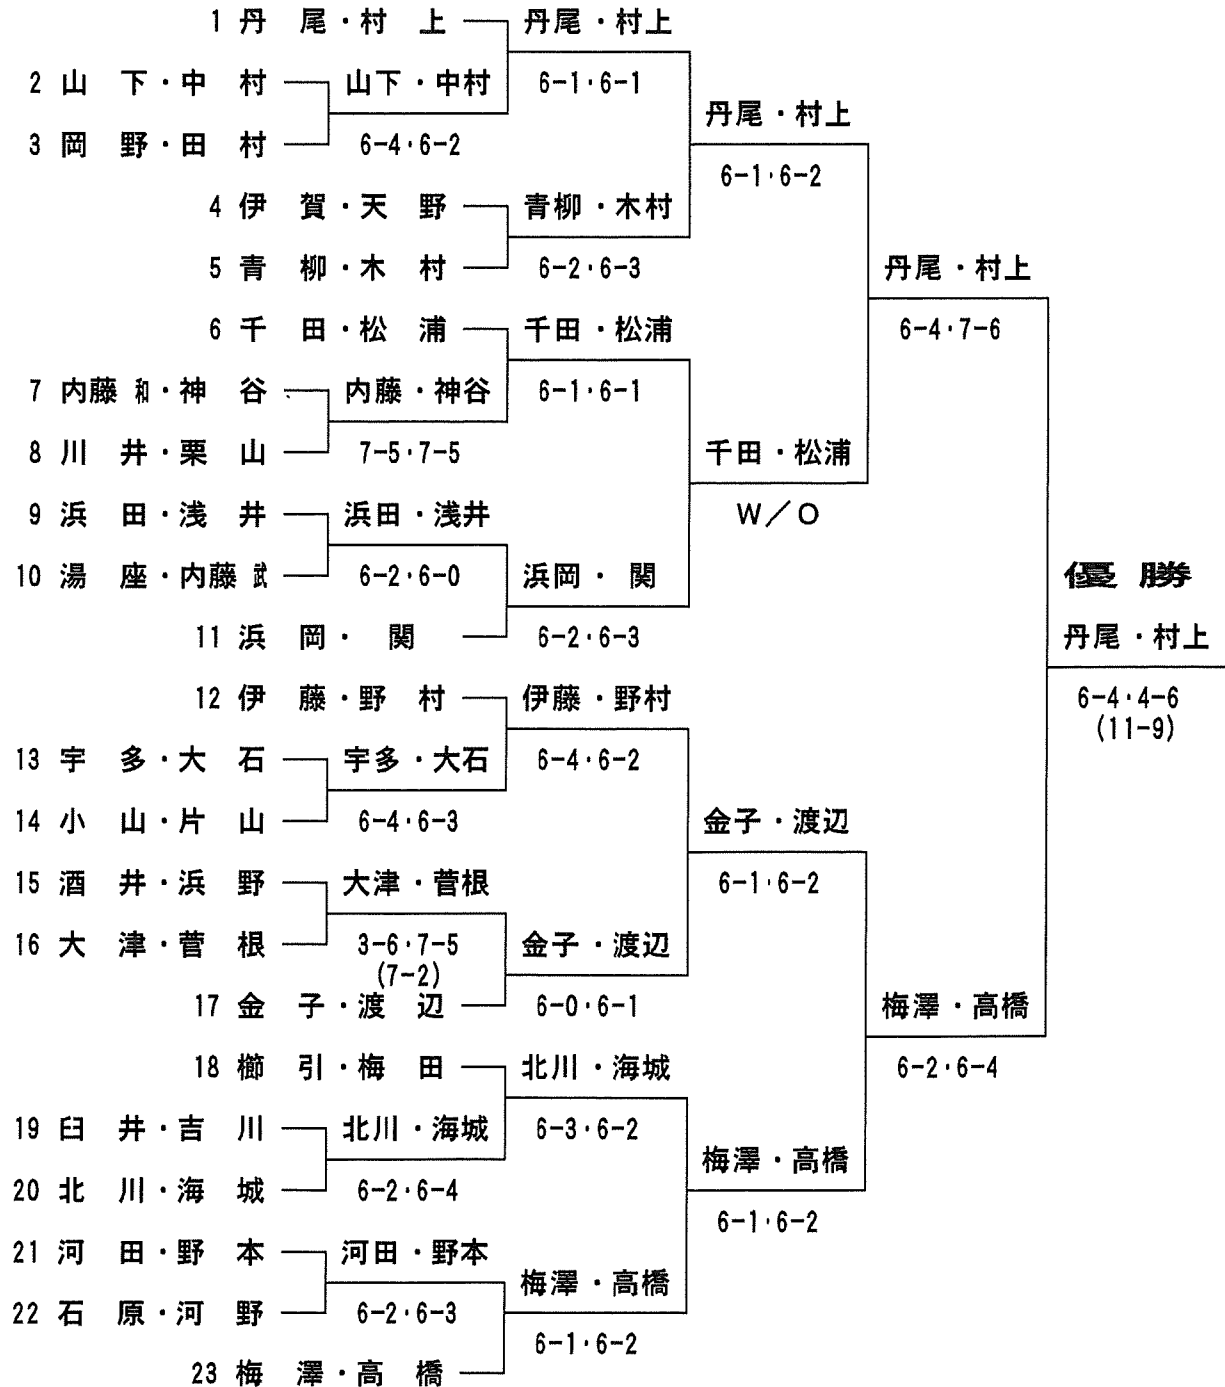 1 丹尾・村上 丹尾・村上
2 山下・中村 山下・中村 6-1・6-1
丹尾・村上
3 岡野・田村 6-4・6-2
6-1・6-2
4 伊賀・天野 青柳・木村
5 青柳・木村 6-2・6-3 丹尾・村上
6 千田・松浦 千田・松浦 6-4・7-6
7 内藤和・神谷 内藤・神谷 6-1・6-1
8 川井・栗山 7-5・7-5 千田・松浦
9 浜田・浅井 浜田・浅井 W/O
10 湯座・内藤武 6-2・6-0 浜岡・関 優勝
11 浜岡・関 6-2・6-3 丹尾・村上
12 伊藤・野村 伊藤・野村 6-4・4-6
(11-9)
13 宇多・大石 宇多・大石 6-4・6-2
14 小山・片山 6-4・6-3 金子・渡辺
15 酒井・浜野 大津・菅根 6-1・6-2
16 大津・菅根 3-6・7-5 金子・渡辺
(7-2)
17 金子・渡辺 6-0・6-1 梅澤・高橋
18 櫛引・梅田 北川・海城 6-2・6-4
19 臼井・吉川 北川・海城 6-3・6-2
梅澤・高橋
20 北川・海城 6-2・6-4
6-1・6-2
21 河田・野本 河田・野本
梅澤・高橋
22 石原・河野 6-2・6-3
6-1・6-2
23 梅澤・高橋